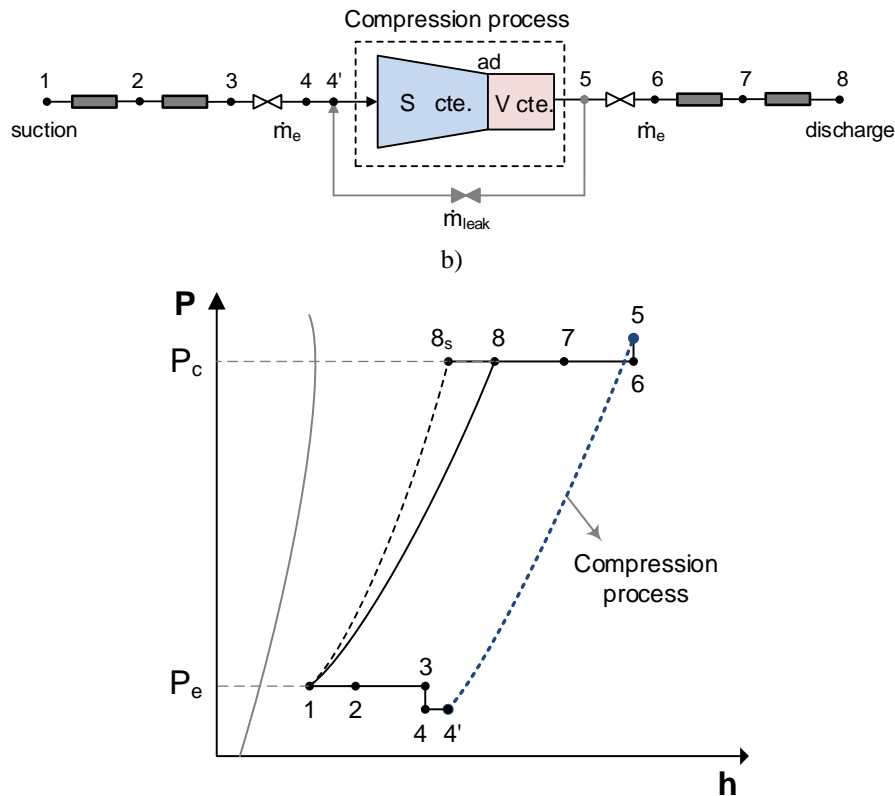 Compression process
1 2 3 4 4' S cte. ad V cte. 5 6 7 8
suction ṁe ṁe discharge
ṁleak
b)
P
5
Pc 8s 8 7
6
Compression
process
3
Pe
1 2
4 4'
h